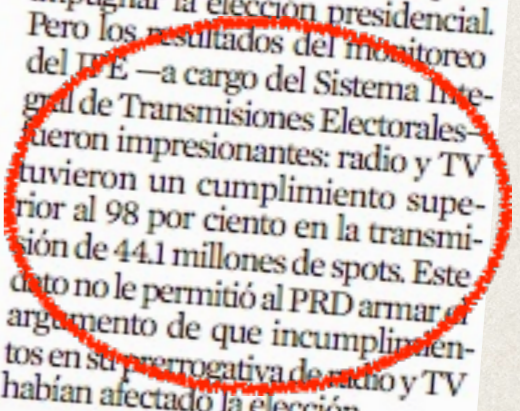 impugnar la elección presidencial.
Pero los resultados del monitoreo
del IFE —a cargo del Sistema Inte-
gral de Transmisiones Electorales—
fueron impresionantes: radio y TV
tuvieron un cumplimiento supe-
rior al 98 por ciento en la transmi-
sión de 44.1 millones de spots. Este
dato no le permitió al PRD armar el
argumento de que incumplimien-
tos en su prerrogativa de radio y TV
habían afectado la elección